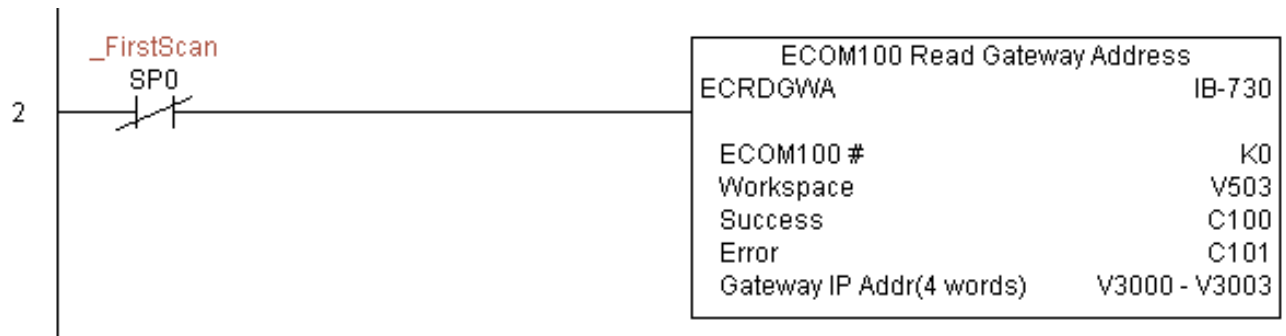 _FirstScan
SP0
2
ECOM100 Read Gateway Address
ECRDGWA IB-730
ECOM100 # K0
Workspace V503
Success C100
Error C101
Gateway IP Addr(4 words) V3000 - V3003